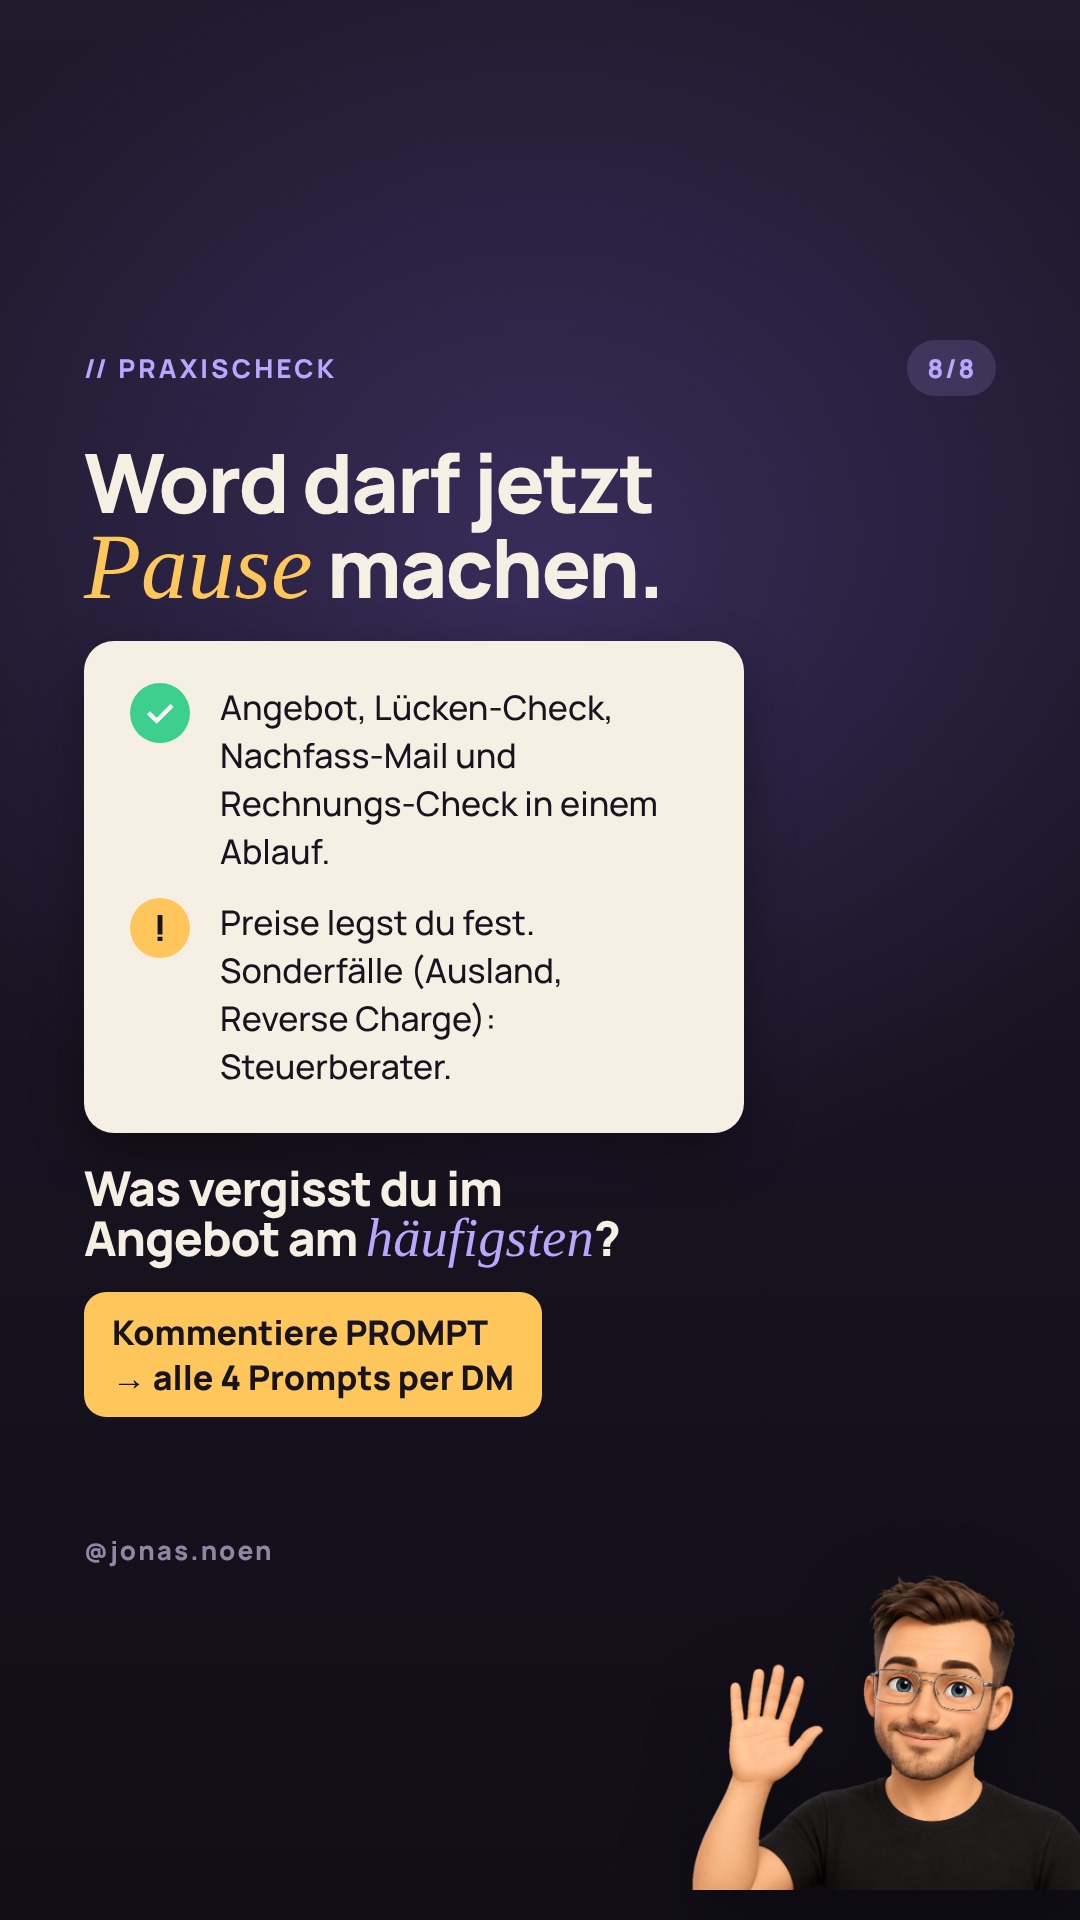 // PRAXISCHECK
8/8
Word darf jetzt
Pause machen.
Angebot, Lücken-Check,
Nachfass-Mail und
Rechnungs-Check in einem
Ablauf.
!
Preise legst du fest.
Sonderfälle (Ausland,
Reverse Charge):
Steuerberater.
Was vergisst du im
Angebot am häufigsten?
Kommentiere PROMPT
→ alle 4 Prompts per DM
@jonas.noen